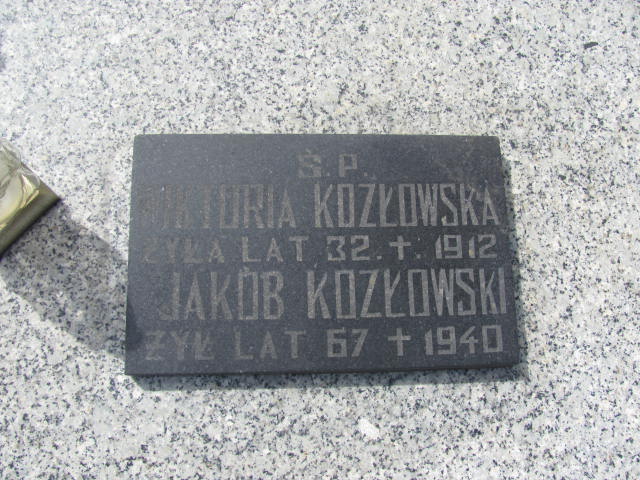 Ś.P.
WIKTORIA KOZŁOWSKA
ŻYŁA LAT 32. †. 1912
JAKÓB KOZŁOWSKI
ŻYŁ LAT 67 † 1940